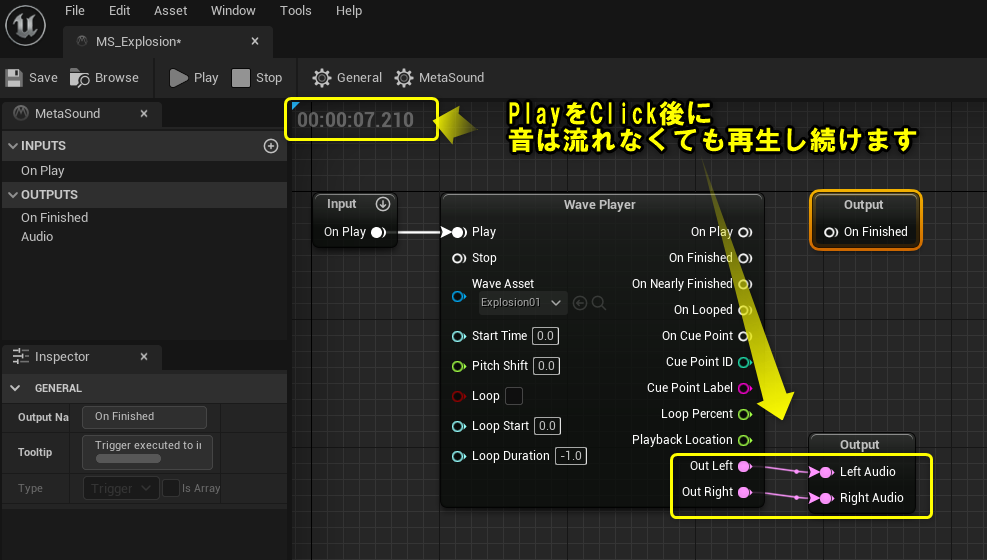 File Edit Asset Window Tools Help
MS_Explosion*
Save Browse Play Stop General MetaSound
MetaSound
INPUTS
On Play
OUTPUTS
On Finished
Audio
Inspector
GENERAL
Output Na On Finished
Tooltip Trigger executed to in
Type Trigger Is Array
00:00:07.210
PlayをClick後に
音は流れなくても再生し続けます
Input
On Play
Wave Player
Play
Stop
Wave Asset
Explosion01
Start Time 0.0
Pitch Shift 0.0
Loop
Loop Start 0.0
Loop Duration -1.0
On Play
On Finished
On Nearly Finished
On Looped
On Cue Point
Cue Point ID
Cue Point Label
Loop Percent
Playback Location
Out Left
Out Right
Output
On Finished
Output
Left Audio
Right Audio